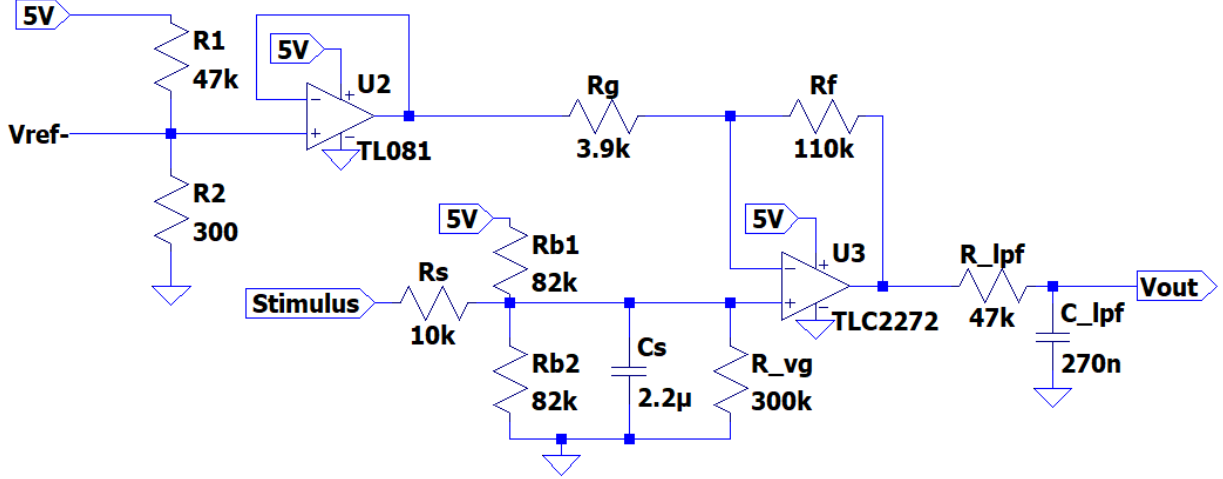 5V
R1
47k
5V
U2
TL081
Vref-
R2
300
Rg
3.9k
Rf
110k
5V
Rb1
82k
5V
U3
TLC2272
Rs
10k
Stimulus
Rb2
82k
Cs
2.2µ
R_vg
300k
R_lpf
47k
Vout
C_lpf
270n